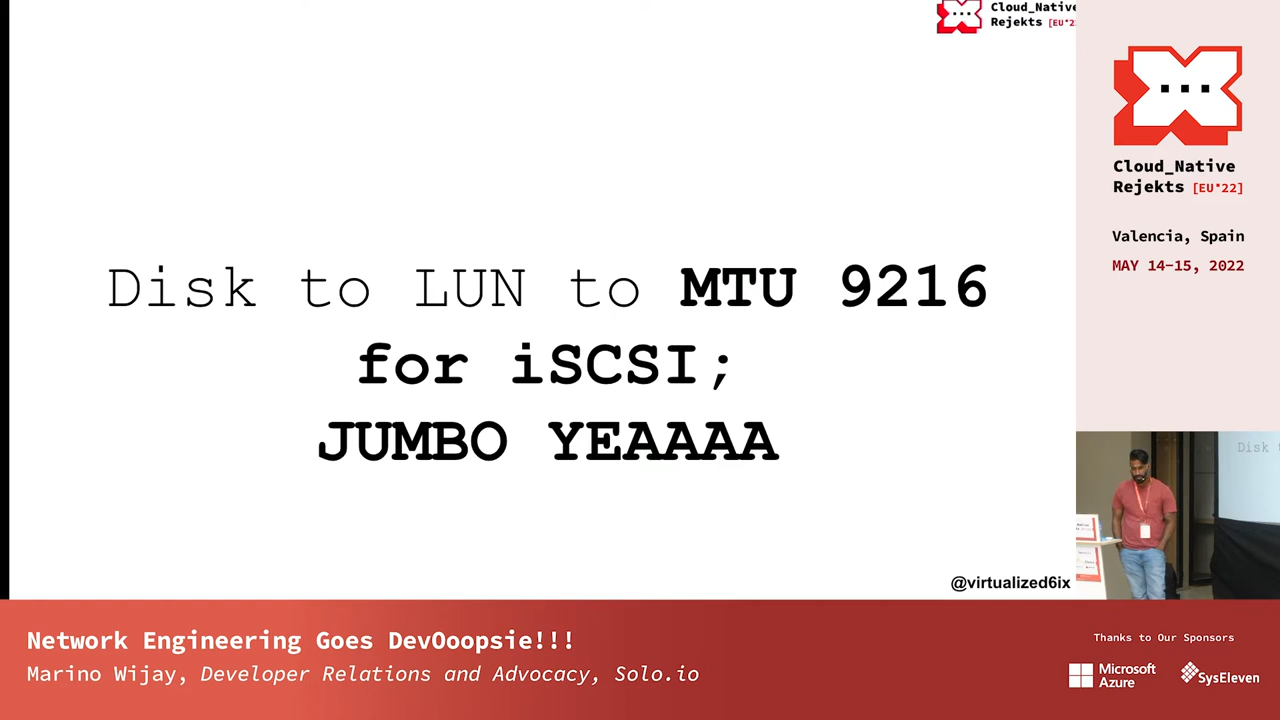 Cloud_Native
Rejekts [EU'2
Disk to LUN to MTU 9216
for iSCSI;
JUMBO YEAAAA
@virtualized6ix
Cloud_Native
Rejekts [EU'22]
Valencia, Spain
MAY 14-15, 2022
Disk
Network Engineering Goes DevOoopsie!!!
Marino Wijay, Developer Relations and Advocacy, Solo.io
Thanks to Our Sponsors
Microsoft
Azure
SysEleven